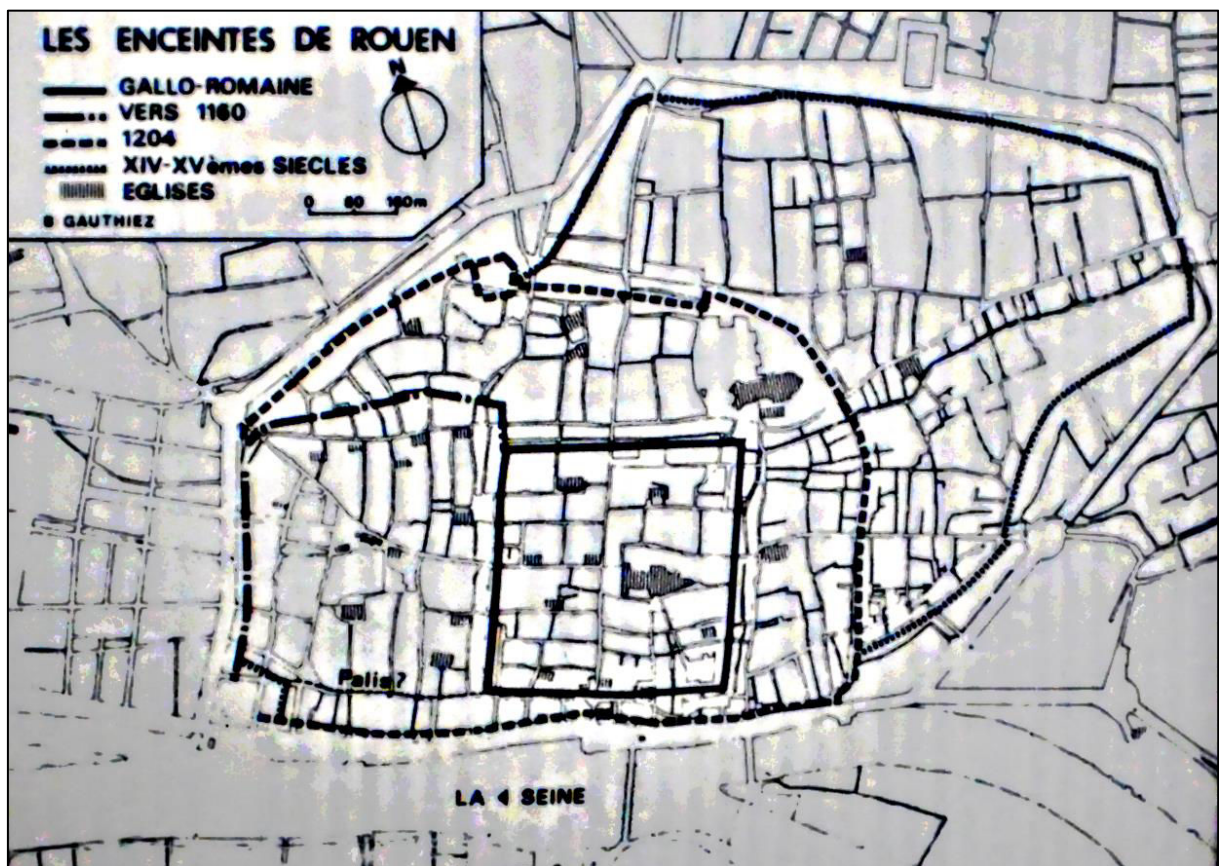 LES ENCEINTES DE ROUEN
N
GALLO-ROMAINE
VERS 1160
1204
XIV-XVèmes SIECLES
EGLISES
B GAUTHIEZ
0 80 160m
Palis?
LA SEINE